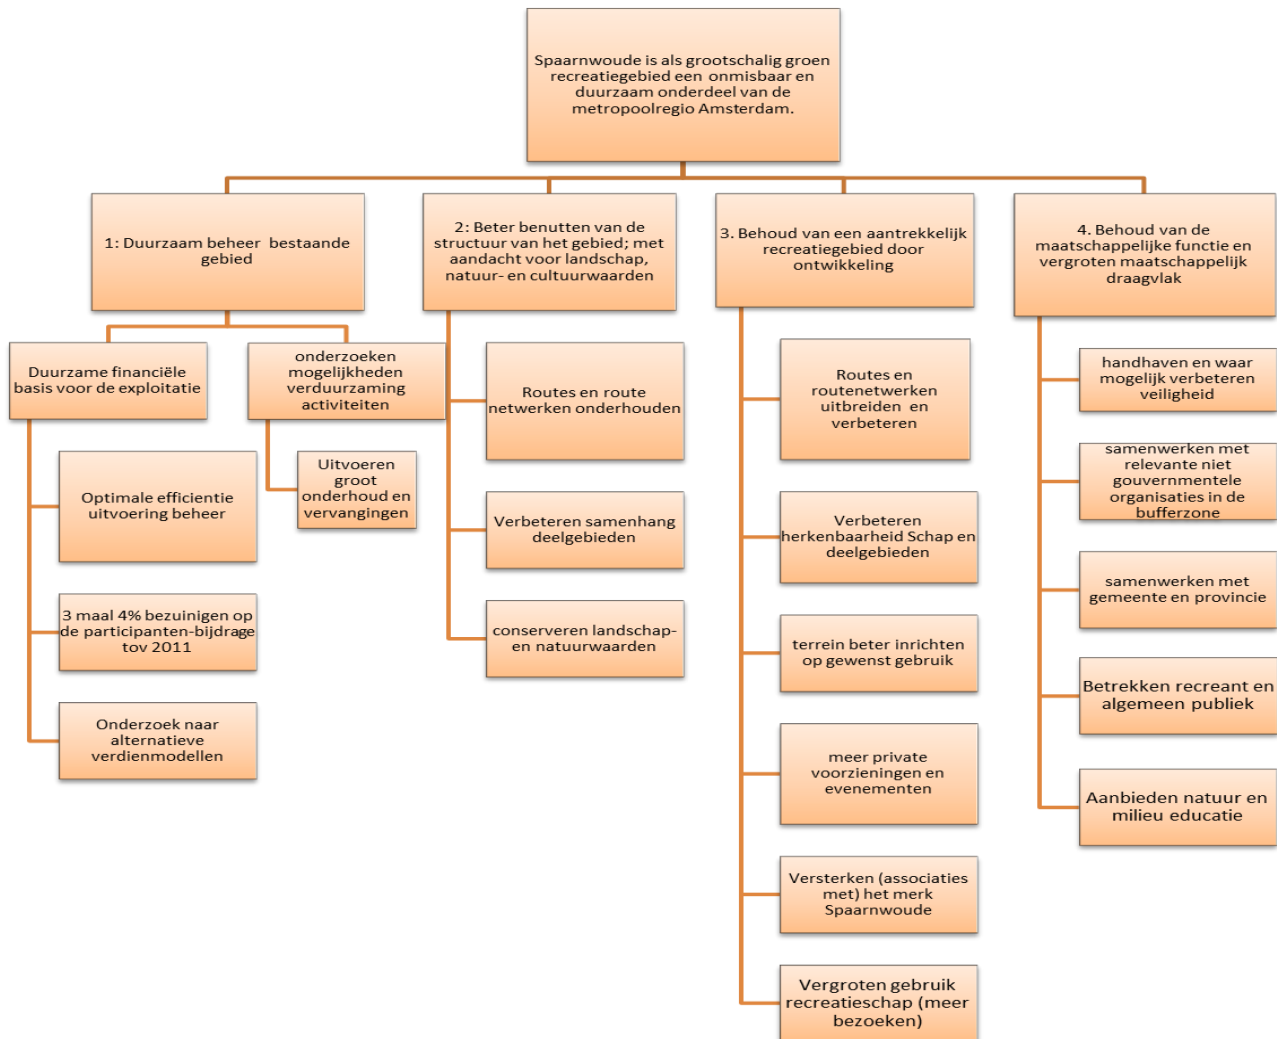 Spaarnwoude is als grootschalig groen
recreatiegebied een onmisbaar en
duurzaam onderdeel van de
metropoolregio Amsterdam.
1: Duurzaam beheer bestaande
gebied
Duurzame financiële
basis voor de exploitatie
Optimale efficientie
uitvoering beheer
3 maal 4% bezuinigen op
de participanten-bijdrage
tov 2011
Onderzoek naar
alternatieve
verdienmodellen
onderzoeken
mogelijkheden
verduurzaming
activiteiten
Uitvoeren
groot
onderhoud en
vervangingen
2: Beter benutten van de
structuur van het gebied; met
aandacht voor landschap,
natuur- en cultuurwaarden
Routes en route
netwerken onderhouden
Verbeteren samenhang
deelgebieden
conserveren landschap-
en natuurwaarden
3. Behoud van een aantrekkelijk
recreatiegebied door
ontwikkeling
Routes en
routenetwerken
uitbreiden en
verbeteren
Verbeteren
herkenbaarheid Schap en
deelgebieden
terrein beter inrichten
op gewenst gebruik
meer private
voorzieningen en
evenementen
Versterken (associaties
met) het merk
Spaarnwoude
Vergroten gebruik
recreatieschap (meer
bezoeken)
4. Behoud van de
maatschappelijke functie en
vergroten maatschappelijk
draagvlak
handhaven en waar
mogelijk verbeteren
veiligheid
samenwerken met
relevante niet
gouvernmentele
organisaties in de
bufferzone
samenwerken met
gemeente en provincie
Betrekken recreant en
algemeen publiek
Aanbieden natuur en
milieu educatie